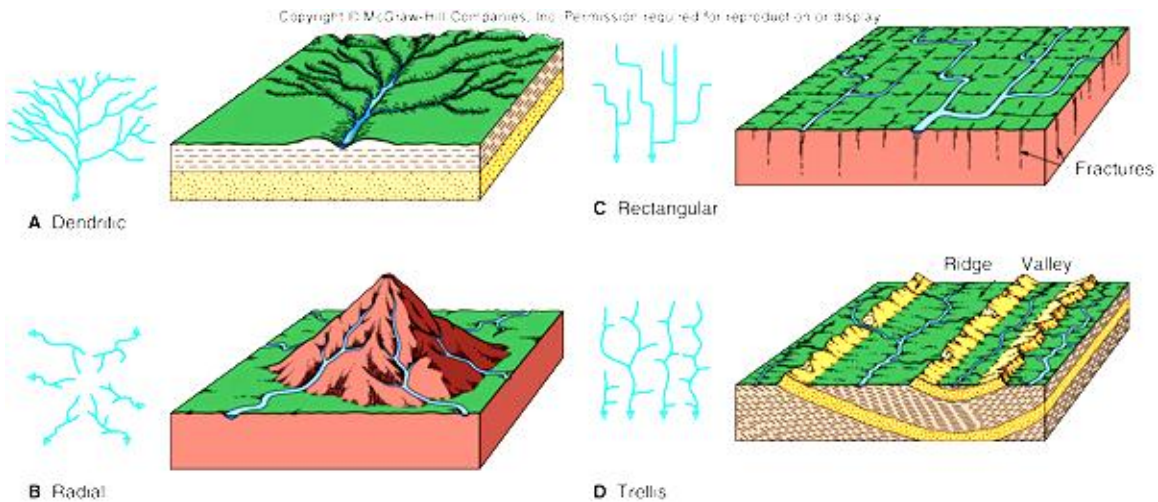 Copyright © McGraw-Hill Companies, Inc. Permission required for reproduction or display
A Dendritic
Fractures
C Rectangular
B Radial
Ridge Valley
D Trellis